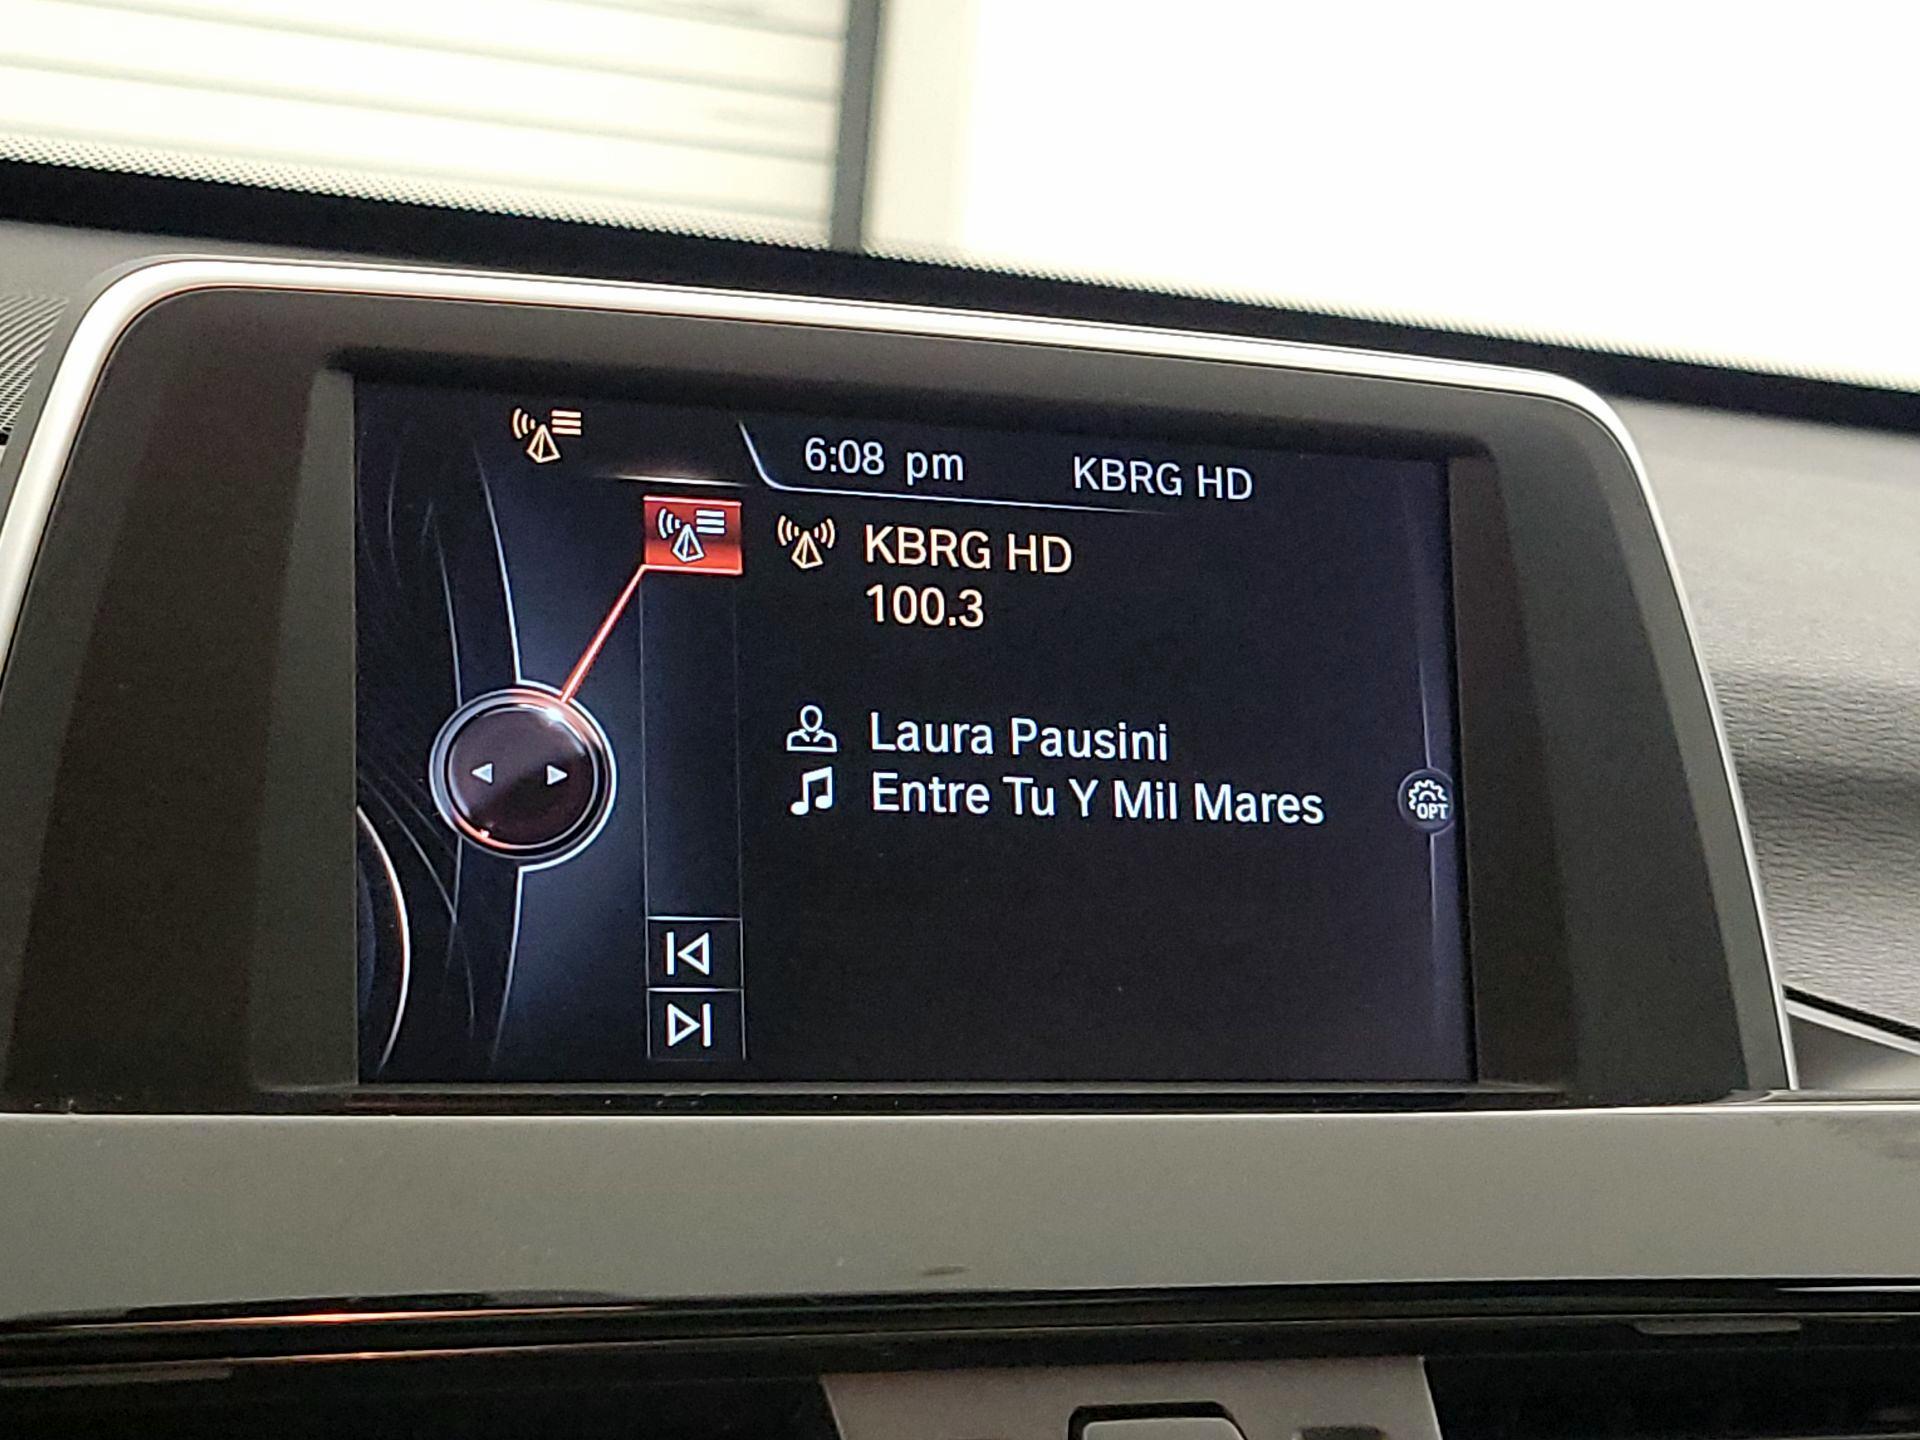 6:08 pm KBRG HD
KBRG HD
100.3
Laura Pausini
Entre Tu Y Mil Mares
OPT